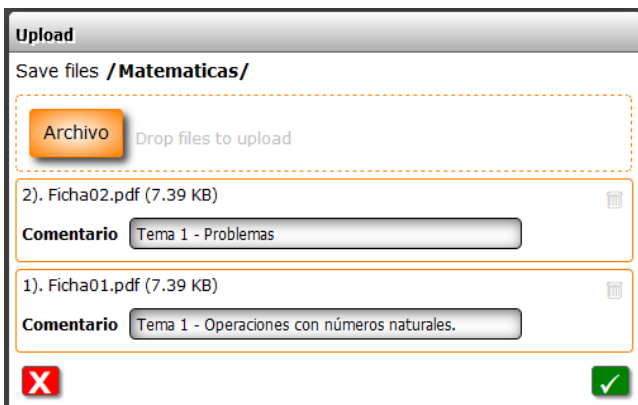 Upload
Save files /Matematicas/
Archivo Drop files to upload
2). Ficha02.pdf (7.39 KB)
Comentario Tema 1 - Problemas
1). Ficha01.pdf (7.39 KB)
Comentario Tema 1 - Operaciones con números naturales.
X ✓